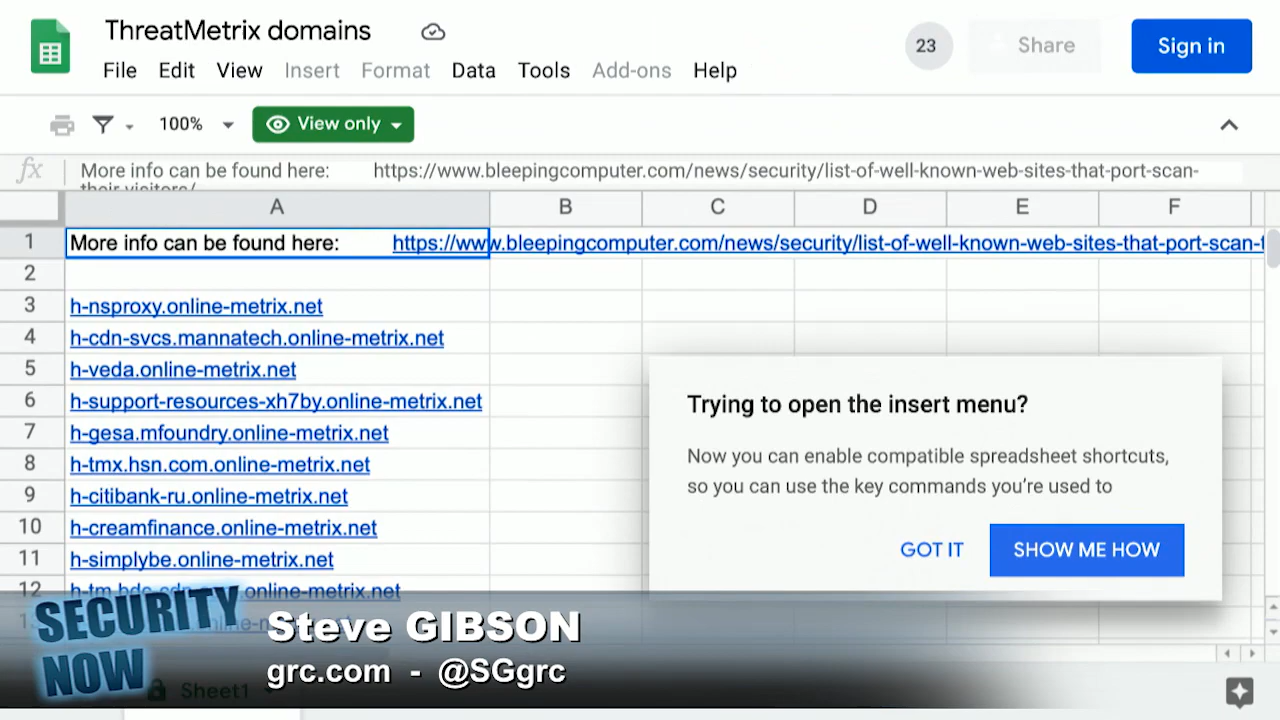 ThreatMetrix domains
23
Share
Sign in
File Edit View Insert Format Data Tools Add-ons Help
100%
View only
fx
More info can be found here: https://www.bleepingcomputer.com/news/security/list-of-well-known-web-sites-that-port-scan-
their-visitors/
A B C D E F
1 More info can be found here: https://www.bleepingcomputer.com/news/security/list-of-well-known-web-sites-that-port-scan-
2
3 h-nsproxy.online-metrix.net
4 h-cdn-svcs.mannatech.online-metrix.net
5 h-veda.online-metrix.net
6 h-support-resources-xh7by.online-metrix.net
7 h-gesa.mfoundry.online-metrix.net
8 h-tmx.hsn.com.online-metrix.net
9 h-citibank-ru.online-metrix.net
10 h-creamfinance.online-metrix.net
11 h-simplybe.online-metrix.net
12
Trying to open the insert menu?
Now you can enable compatible spreadsheet shortcuts,
so you can use the key commands you're used to
GOT IT
SHOW ME HOW
SECURITY
NOW
Steve GIBSON
grc.com - @SGgrc
Sheet1